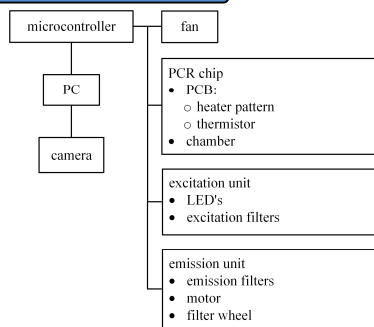 microcontroller
fan
PC
camera
PCR chip
• PCB:
○ heater pattern
○ thermistor
• chamber
excitation unit
• LED's
• excitation filters
emission unit
• emission filters
• motor
• filter wheel